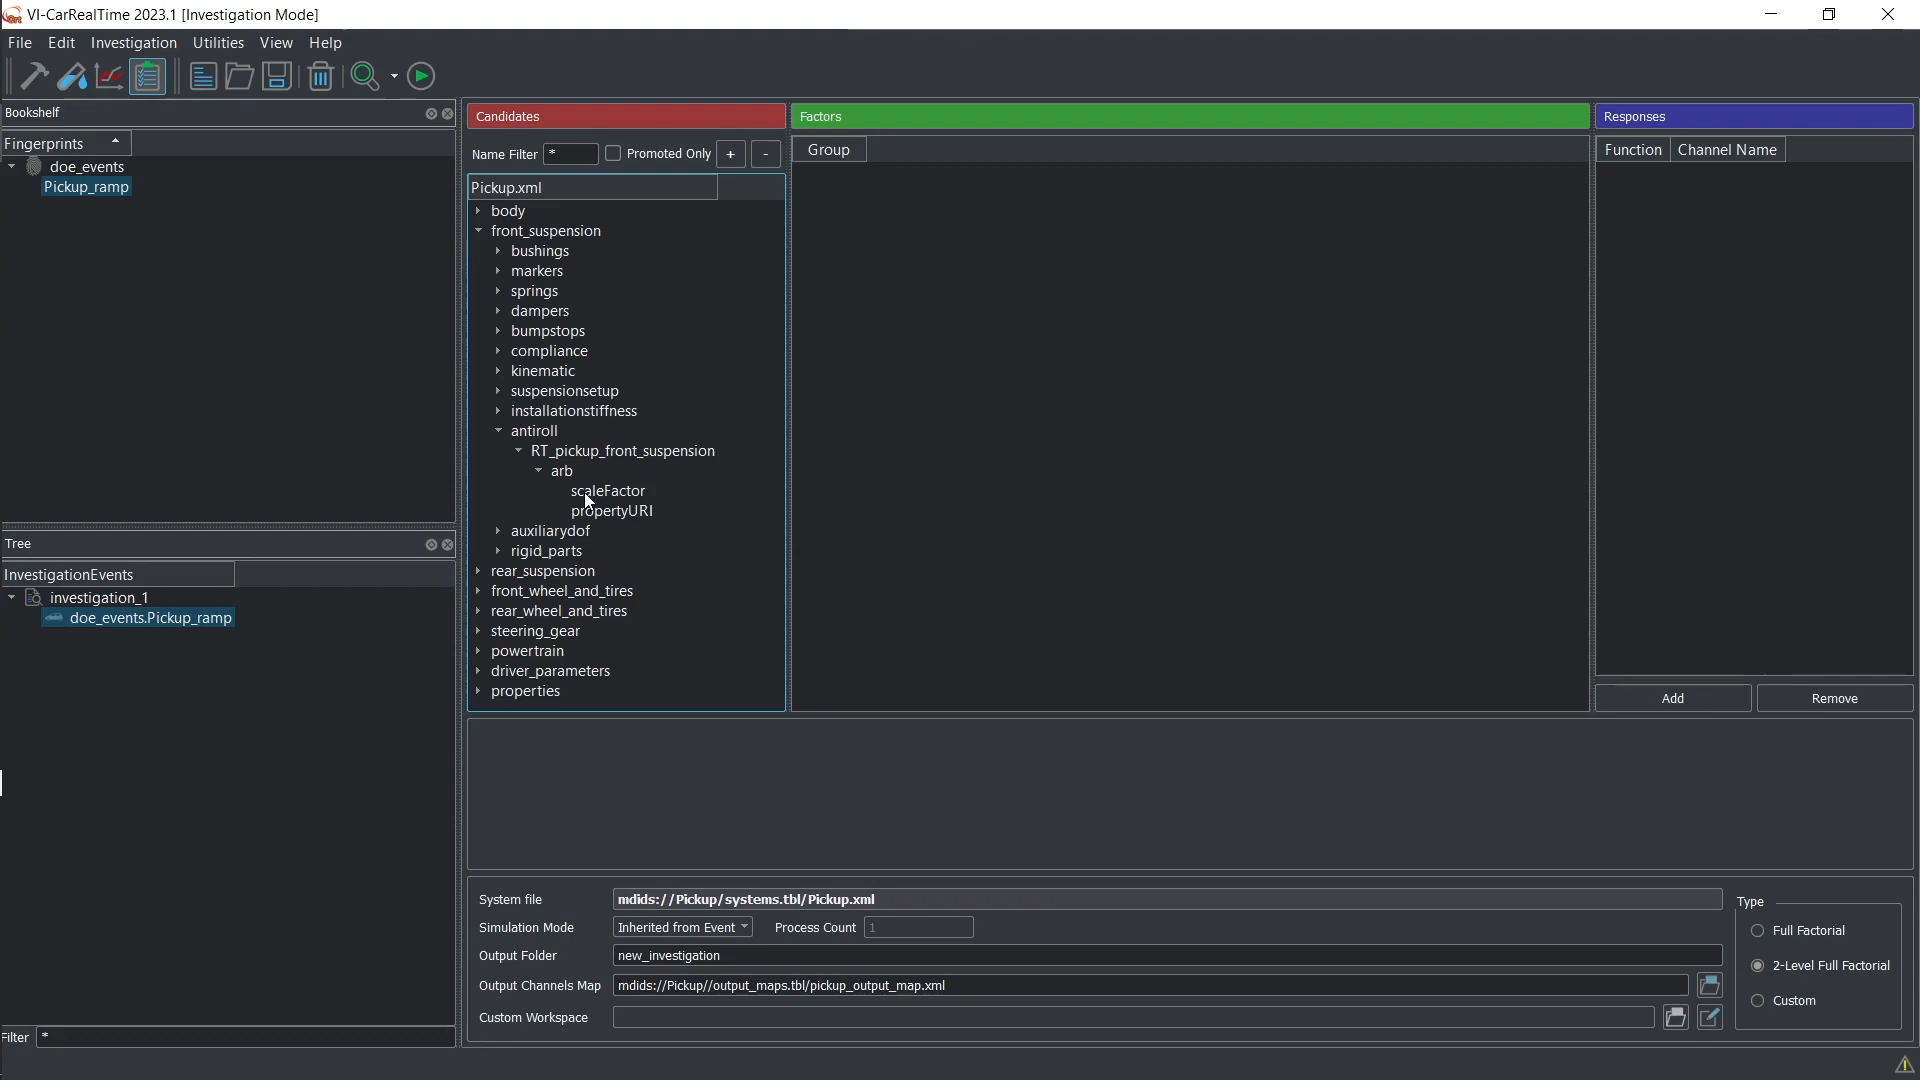 VI-CarRealTime 2023.1 [Investigation Mode]
File Edit Investigation Utilities View Help
Bookshelf
Fingerprints
doe_events
Pickup_ramp
Tree
InvestigationEvents
investigation_1
doe_events.Pickup_ramp
Filter *
Candidates
Name Filter * Promoted Only + -
Pickup.xml
body
front_suspension
bushings
markers
springs
dampers
bumpstops
compliance
kinematic
suspensionsetup
installationstiffness
antiroll
RT_pickup_front_suspension
arb
scaleFactor
propertyURI
auxiliarydof
rigid_parts
rear_suspension
front_wheel_and_tires
rear_wheel_and_tires
steering_gear
powertrain
driver_parameters
properties
Factors
Group
Responses
Function Channel Name
Add Remove
System file mdids://Pickup/systems.tbl/Pickup.xml
Simulation Mode Inherited from Event Process Count 1
Output Folder new_investigation
Output Channels Map mdids://Pickup//output_maps.tbl/pickup_output_map.xml
Custom Workspace
Type
Full Factorial
2-Level Full Factorial
Custom